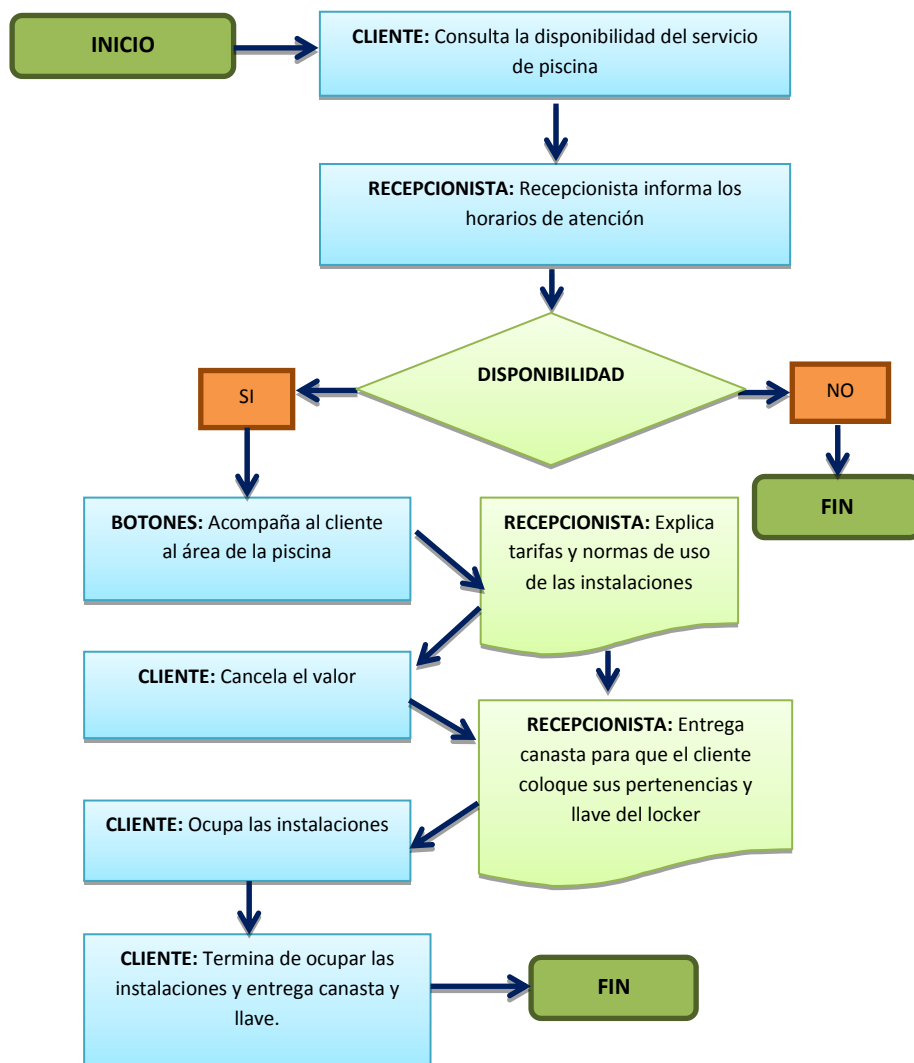 INICIO
CLIENTE: Consulta la disponibilidad del servicio
de piscina
RECEPCIONISTA: Recepcionista informa los
horarios de atención
DISPONIBILIDAD
SI
NO
FIN
BOTONES: Acompaña al cliente
al área de la piscina
RECEPCIONISTA: Explica
tarifas y normas de uso
de las instalaciones
CLIENTE: Cancela el valor
RECEPCIONISTA: Entrega
canasta para que el cliente
coloque sus pertenencias y
llave del locker
CLIENTE: Ocupa las instalaciones
CLIENTE: Termina de ocupar las
instalaciones y entrega canasta y
llave.
FIN